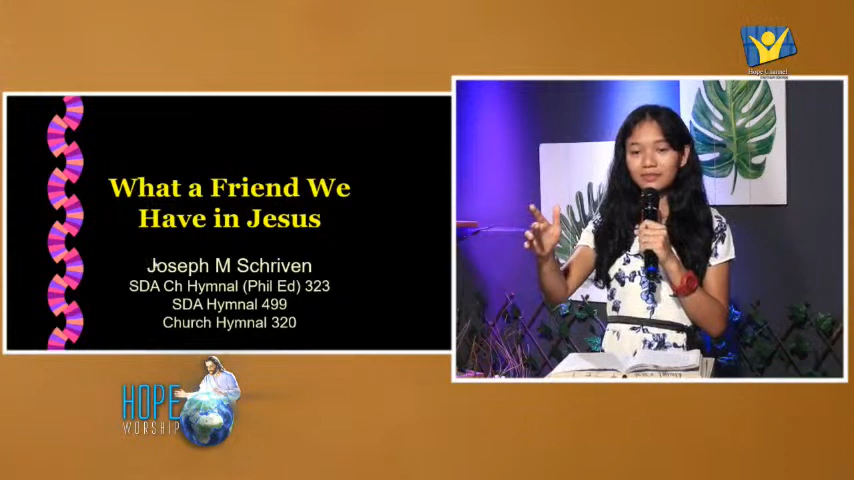 Hope Channel
What a Friend We
Have in Jesus
Joseph M Schriven
SDA Ch Hymnal (Phil Ed) 323
SDA Hymnal 499
Church Hymnal 320
HOPE
WORSHIP